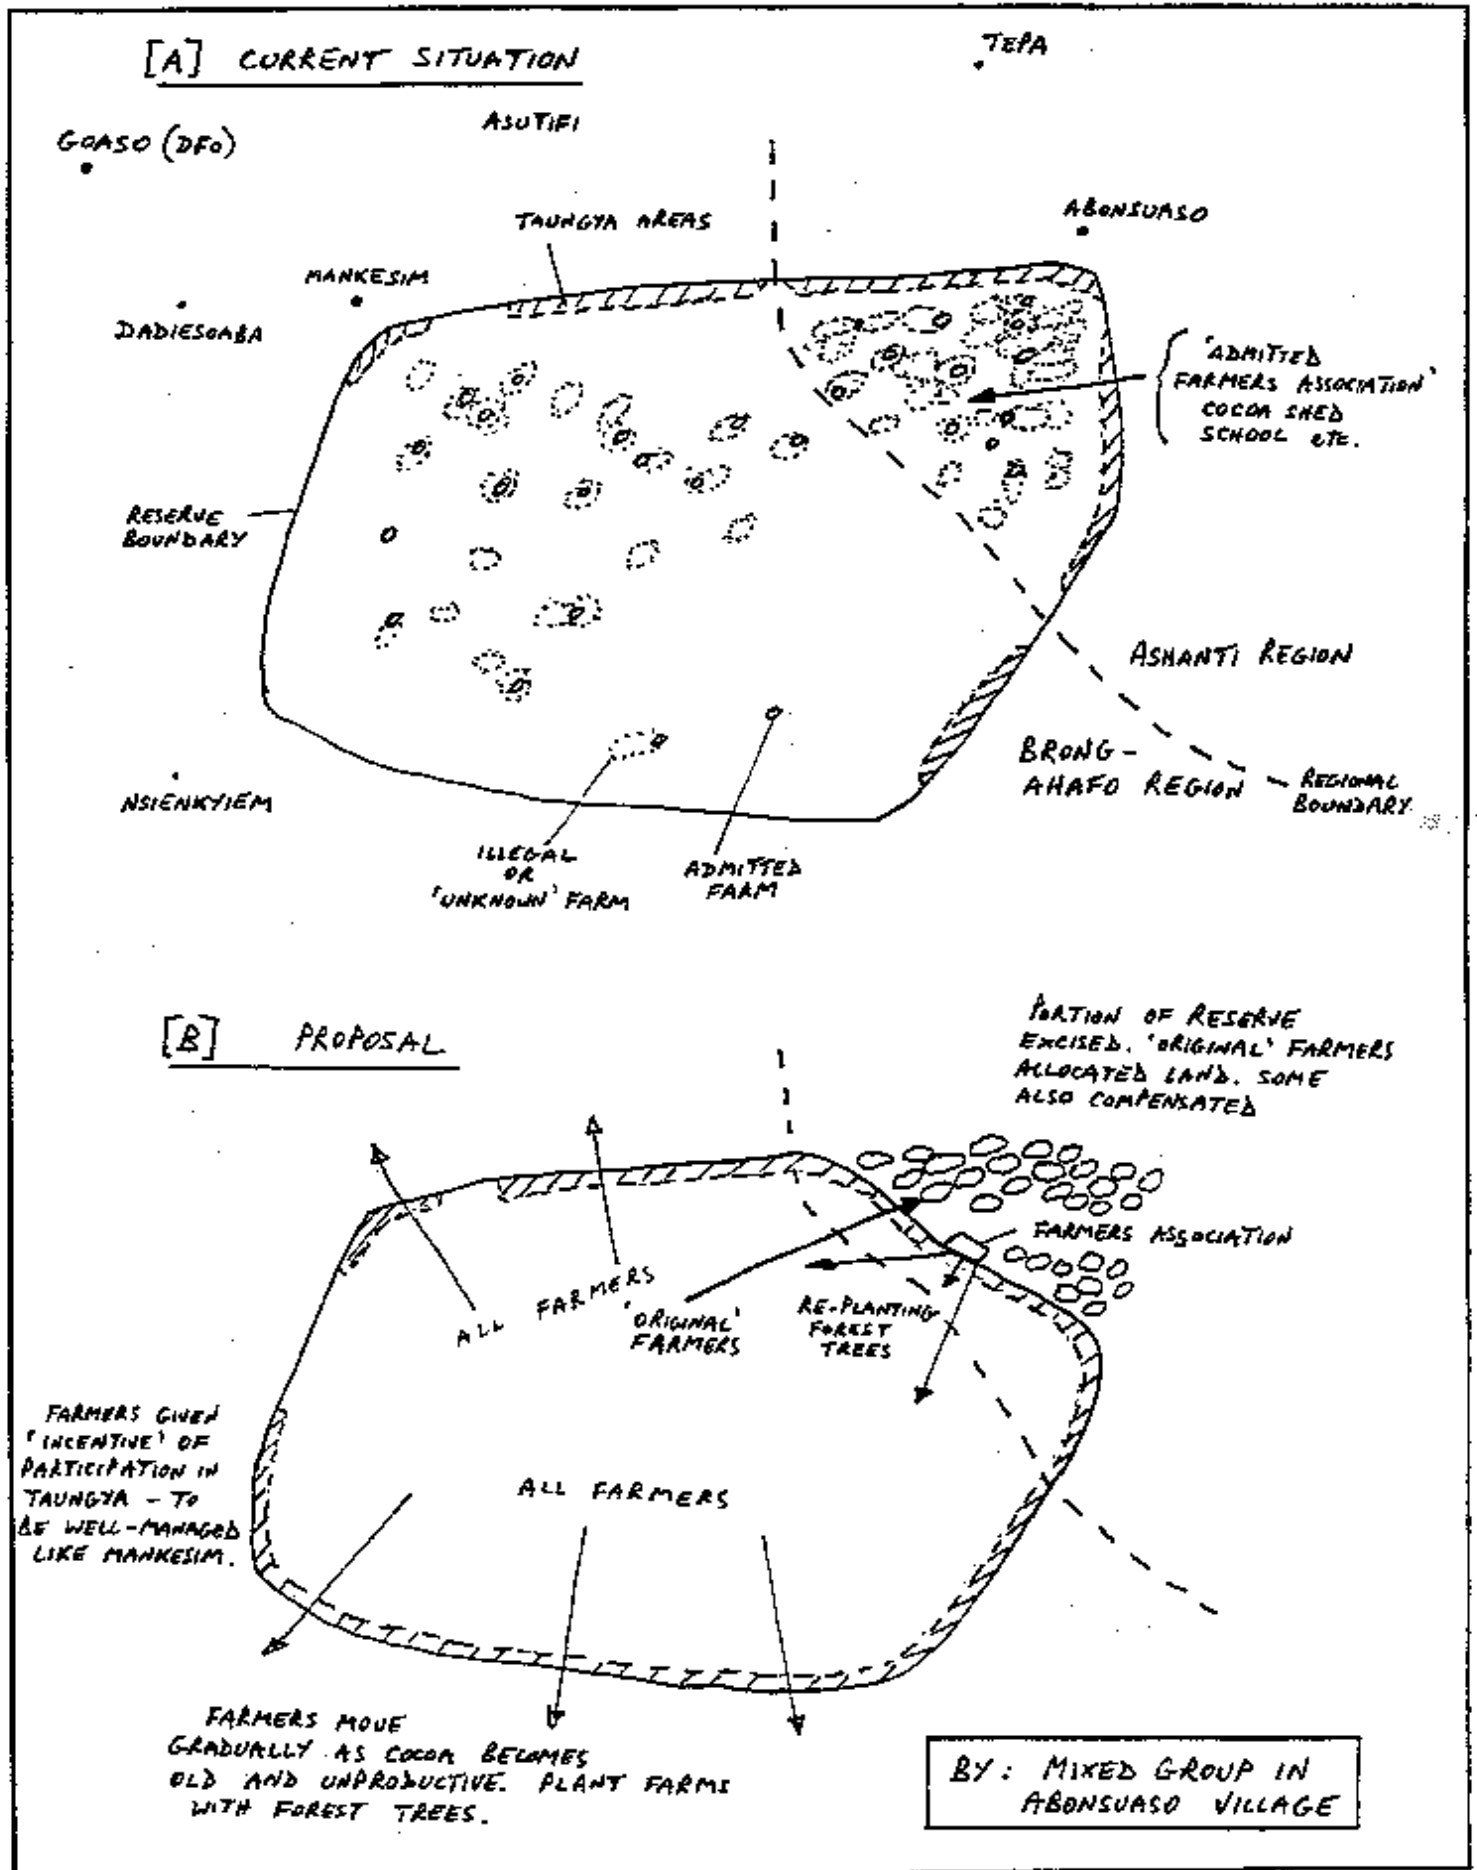 [A] CURRENT SITUATION
TEPA
ASUTIFI
GOASO (DFO)
TAUNGYA AREAS
ABONSUASO
MANKESIM
DADIESOABA
'ADMITTED
FARMERS ASSOCIATION'
COCOA SHED
SCHOOL ETC.
RESERVE
BOUNDARY
ASHANTI REGION
BRONG-
AHAFO REGION
REGIONAL
BOUNDARY
NSIENKYIEM
ILLEGAL
OR
'UNKNOWN' FARM
ADMITTED
FARM
[B] PROPOSAL
PORTION OF RESERVE
EXCISED. 'ORIGINAL' FARMERS
ALLOCATED LAND. SOME
ALSO COMPENSATED
FARMERS ASSOCIATION
ALL FARMERS
'ORIGINAL'
FARMERS
RE-PLANTING
FOREST
TREES
FARMERS GIVEN
'INCENTIVE' OF
PARTICIPATION IN
TAUNGYA - TO
BE WELL-MANAGED
LIKE MANKESIM.
ALL FARMERS
FARMERS MOVE
GRADUALLY AS COCOA BECOMES
OLD AND UNPRODUCTIVE. PLANT FARMS
WITH FOREST TREES.
BY: MIXED GROUP IN
ABONSUASO VILLAGE